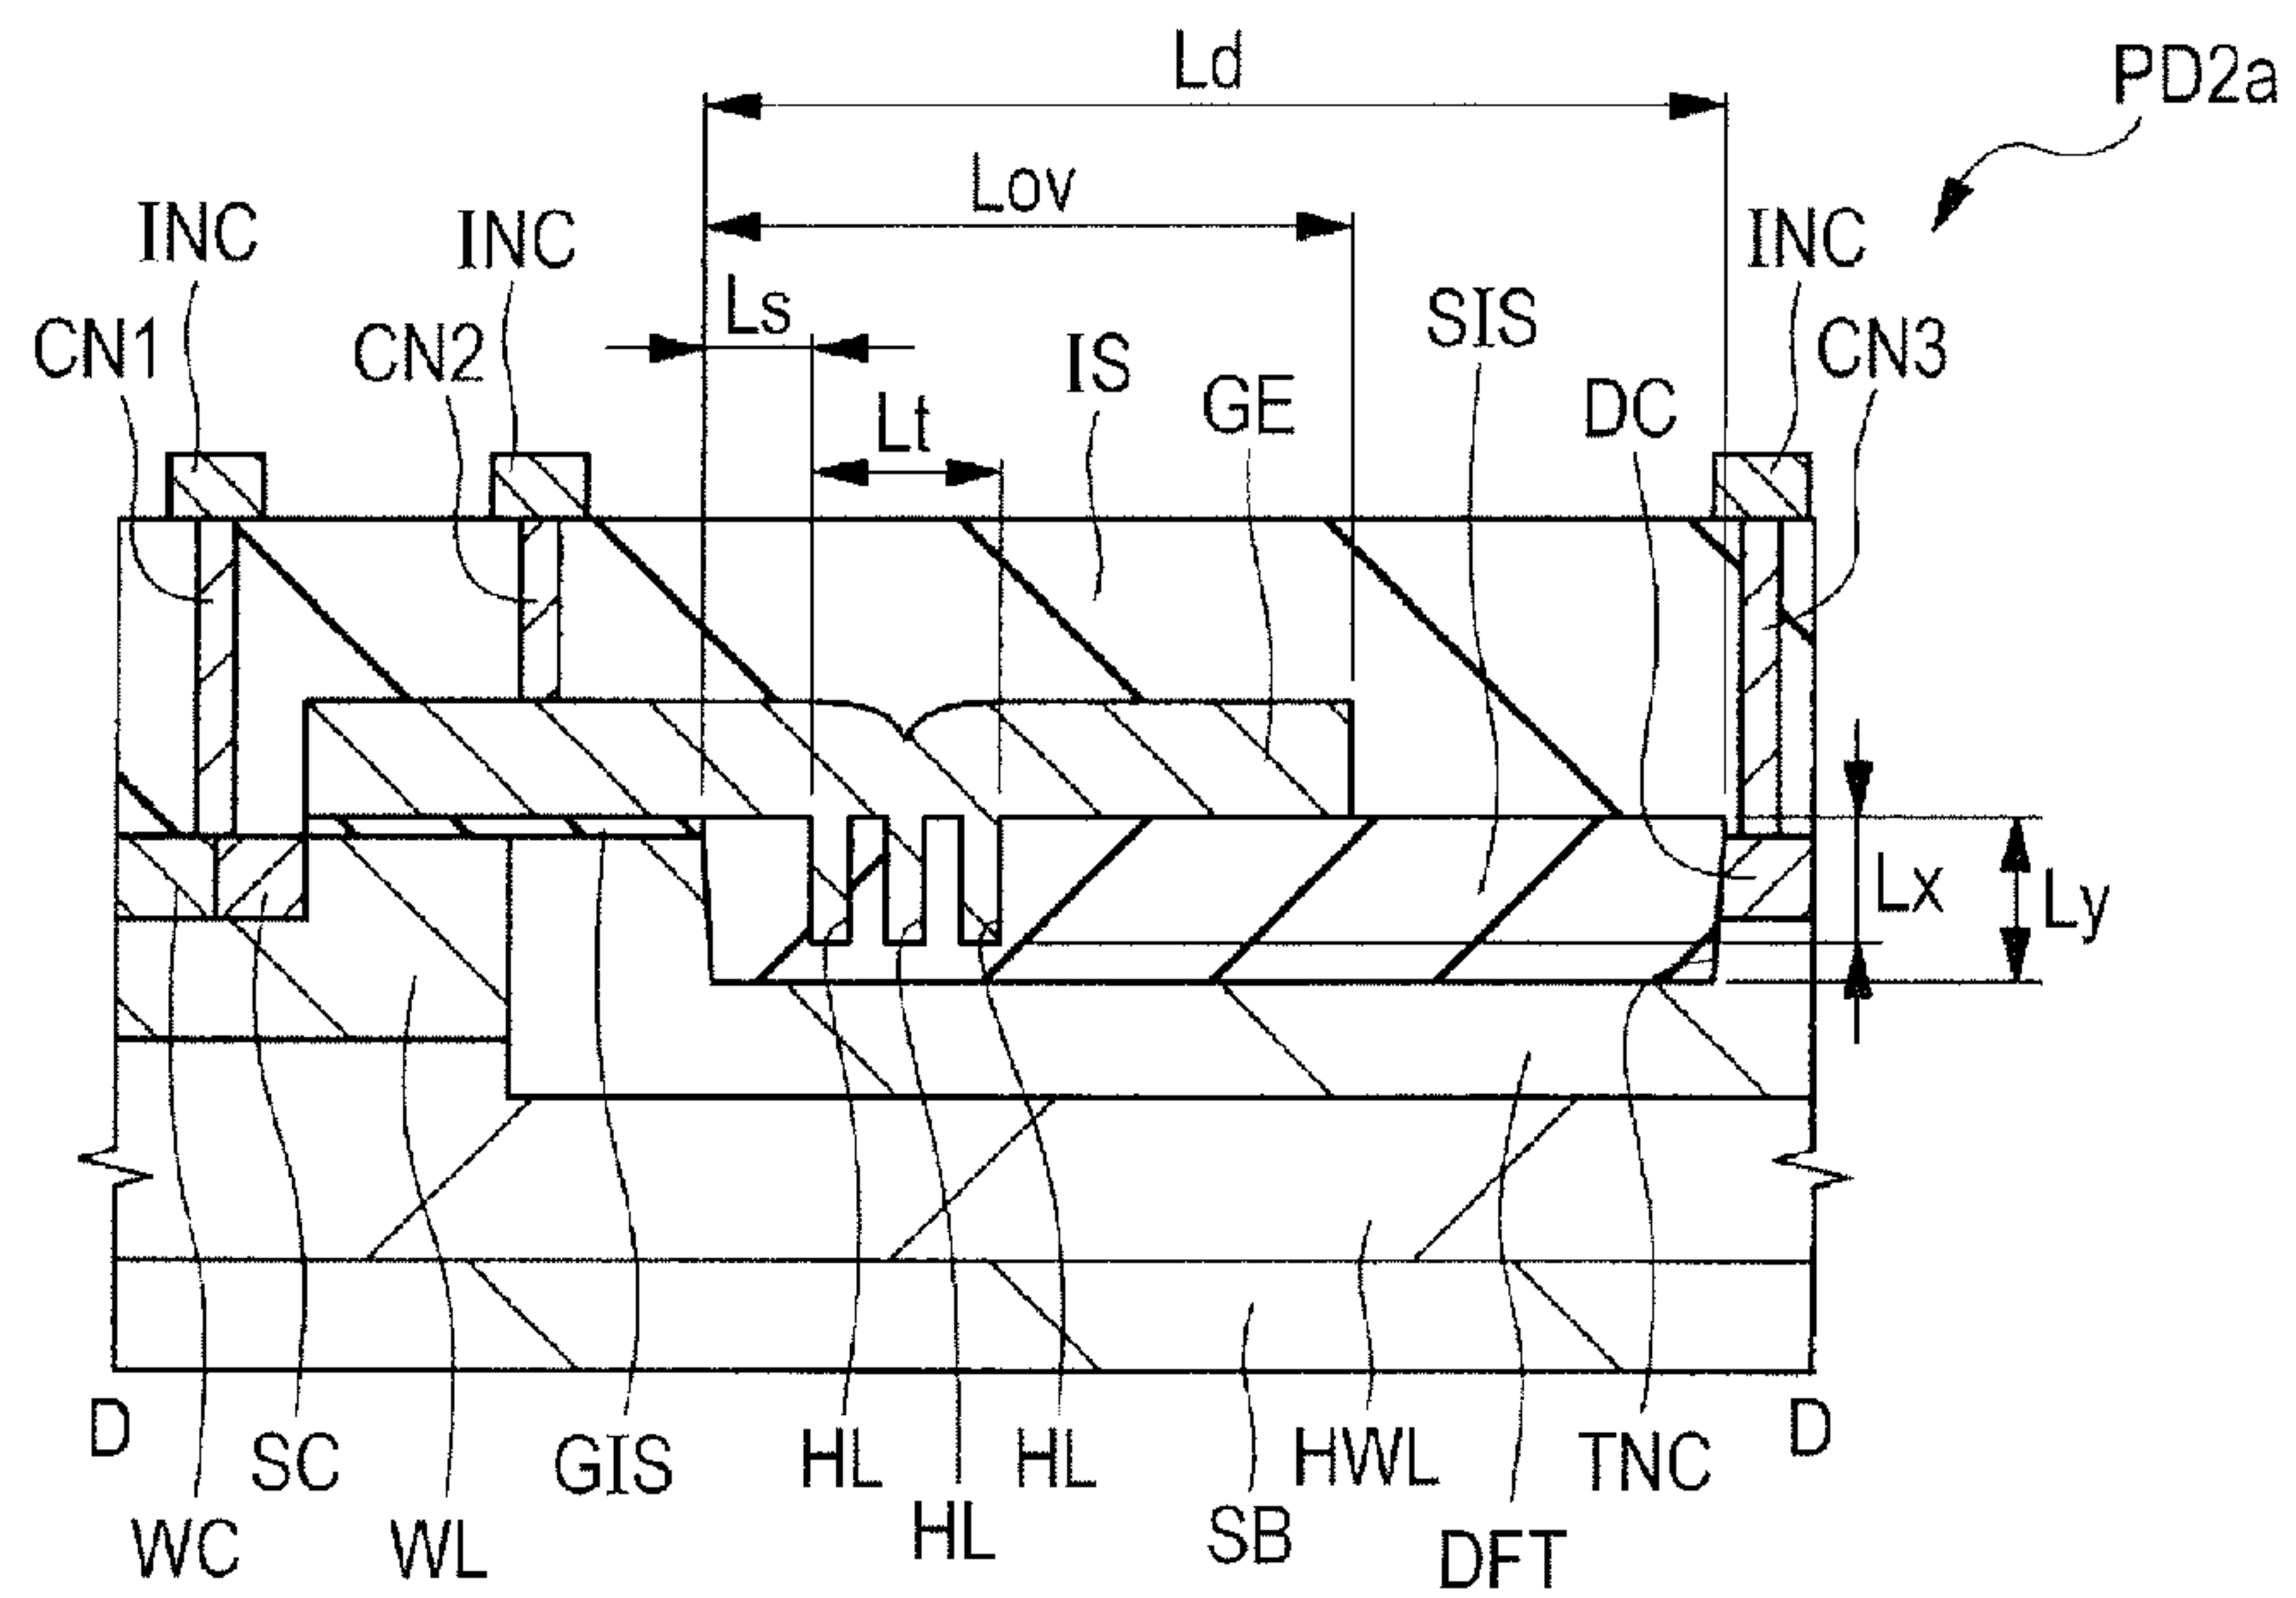 Ld
PD2a
Lov
INC
INC
INC
Ls
SIS
CN1
CN2
IS
CN3
GE
DC
Lt
Lx
Ly
D
SC
GIS
HL
HL
HWL
TNC
D
WC
WL
HL
SB
DFT